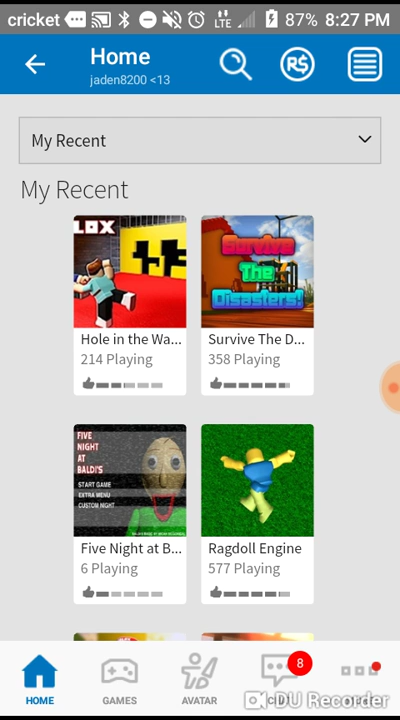 cricket LTE 87% 8:27 PM
Home
jaden8200 <13
R$
My Recent
My Recent
LOX
Survive
The
Disasters!
Hole in the Wa...
Survive The D...
214 Playing
358 Playing
FIVE
NIGHT
AT
BALDI'S
START GAME
EXTRA MENU
CUSTOM NIGHT
Five Night at B...
Ragdoll Engine
6 Playing
577 Playing
8
HOME GAMES AVATAR
DU Recorder